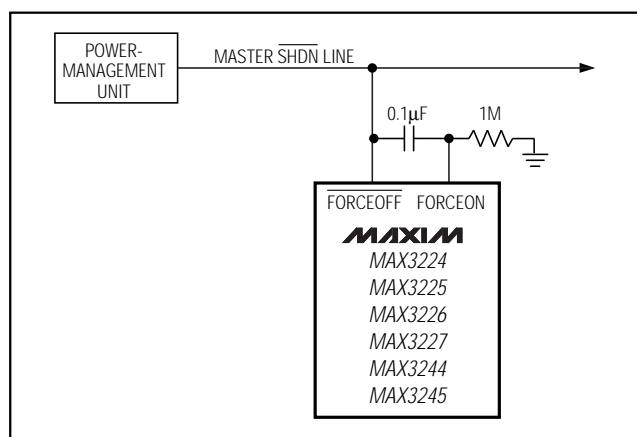 POWER-
MANAGEMENT
UNIT
MASTER SHDN LINE
0.1μF 1M
FORCEOFF FORCEON
MAXIM
MAX3224
MAX3225
MAX3226
MAX3227
MAX3244
MAX3245